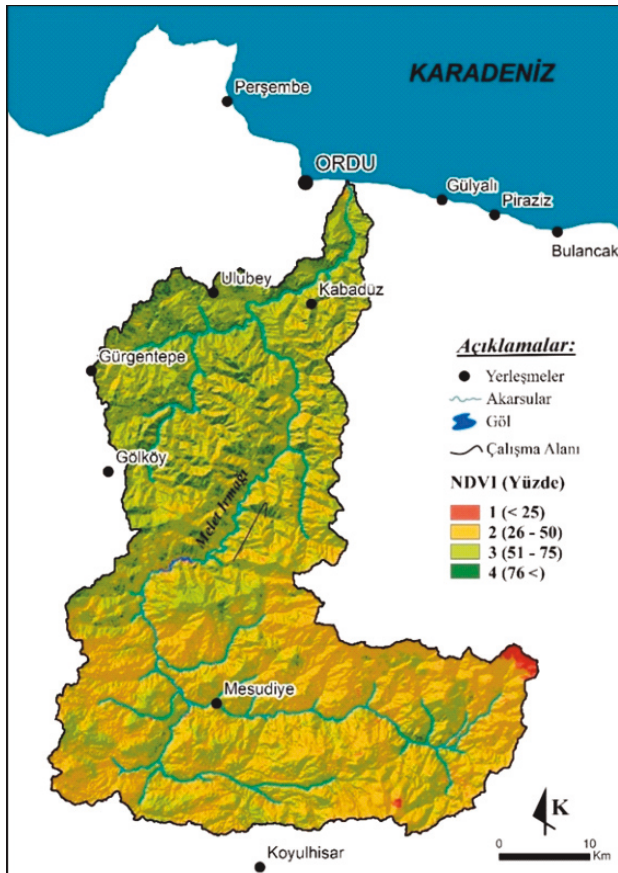 KARADENİZ
Perşembe
ORDU
Gülyalı
Piraziz
Bulancak
Ulubey
Kabadüz
Gürgentepe
Gölköy
Melet Irmağı
Mesudiye
Koyulhisar
Açıklamalar:
Yerleşmeler
Akarsular
Göl
Çalışma Alanı
NDVI (Yüzde)
1 (< 25)
2 (26 - 50)
3 (51 - 75)
4 (76 <)
K
0 10
Km